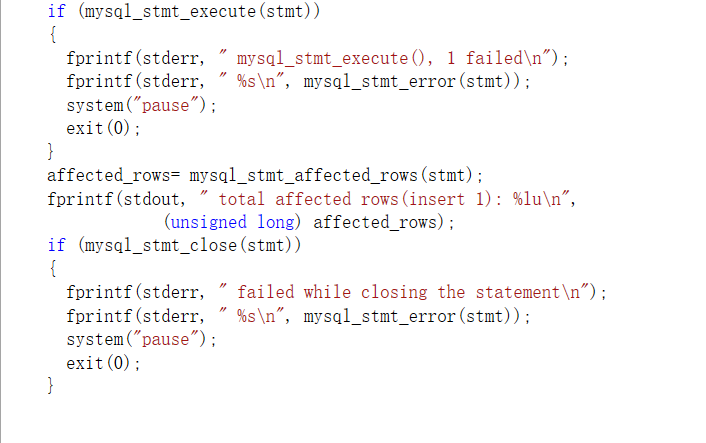 if (mysql_stmt_execute(stmt))
{
  fprintf(stderr, " mysql_stmt_execute(), 1 failed\n");
  fprintf(stderr, " %s\n", mysql_stmt_error(stmt));
  system("pause");
  exit(0);
}
affected_rows= mysql_stmt_affected_rows(stmt);
fprintf(stdout, " total affected rows(insert 1): %lu\n",
            (unsigned long) affected_rows);
if (mysql_stmt_close(stmt))
{
  fprintf(stderr, " failed while closing the statement\n");
  fprintf(stderr, " %s\n", mysql_stmt_error(stmt));
  system("pause");
  exit(0);
}